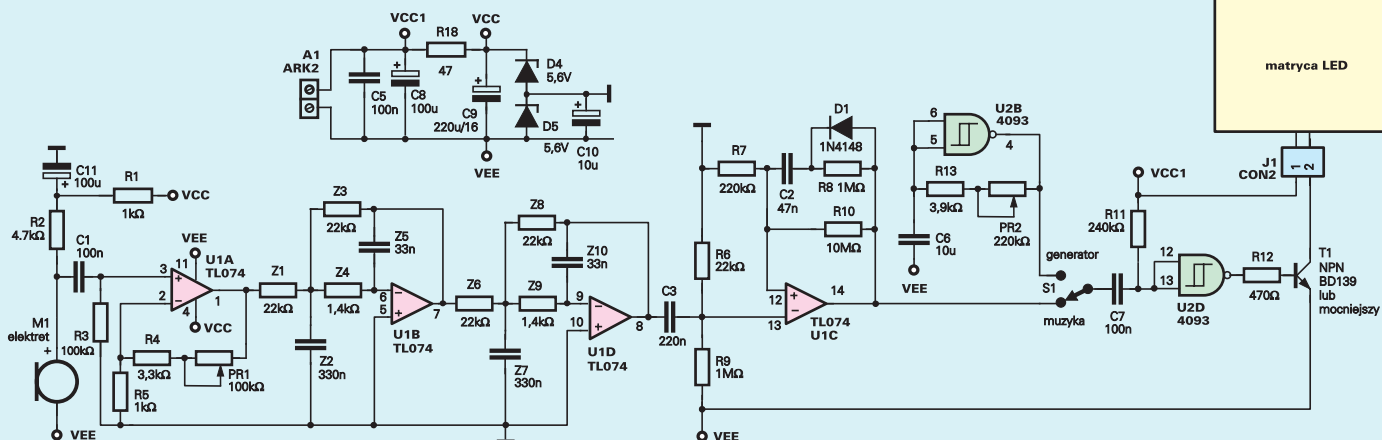 VCC1
VCC
R18
47
A1
ARK2
C5
100n
C8
100u
C9
220u/16
D4
5,6V
D5
5,6V
C10
10u
VEE
matryca LED
C11
100u
R1
1kΩ
VCC
R2
4.7kΩ
C1
100n
VEE
U1A
TL074
11
3
2
4
1
VCC
M1
elektret
R3
100kΩ
R4
3,3kΩ
PR1
100kΩ
R5
1kΩ
VEE
Z1
22kΩ
Z3
22kΩ
Z5
33n
Z4
1,4kΩ
Z2
330n
6
5
7
U1B
TL074
Z6
22kΩ
Z8
22kΩ
Z10
33n
Z9
1,4kΩ
Z7
330n
9
10
8
U1D
TL074
C3
220n
R7
220kΩ
R6
22kΩ
R9
1MΩ
VEE
C2
47n
D1
1N4148
R8 1MΩ
R10
10MΩ
12
13
14
TL074
U1C
6
5
4
U2B
4093
R13
3,9kΩ
PR2
220kΩ
C6
10u
VEE
generator
S1
muzyka
C7
100n
VCC1
R11
240kΩ
12
13
U2D
4093
R12
470Ω
J1
CON2
1
2
T1
NPN
BD139
lub
mocniejszy